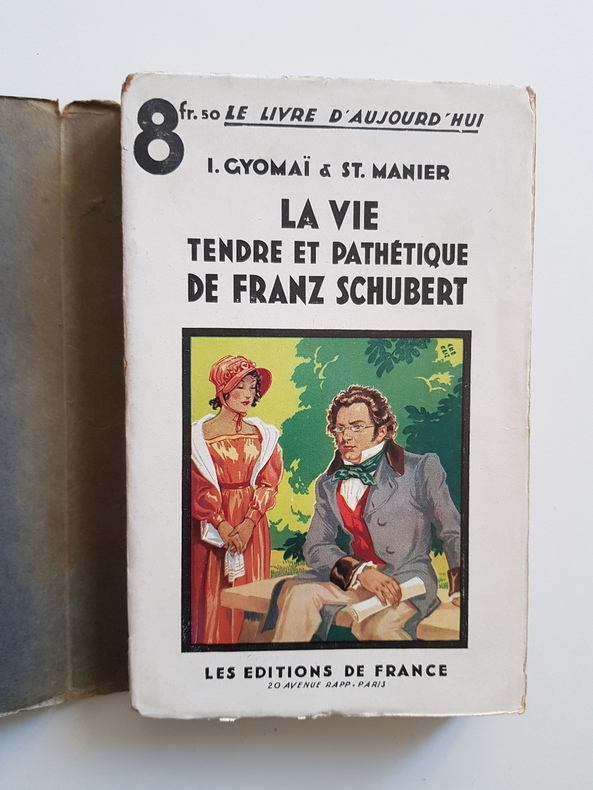 8 fr. 50 LE LIVRE D'AUJOURD'HUI
I. GYOMAÏ & ST. MANIER
LA VIE
TENDRE ET PATHÉTIQUE
DE FRANZ SCHUBERT
LES EDITIONS DE FRANCE
20 AVENUE RAPP - PARIS